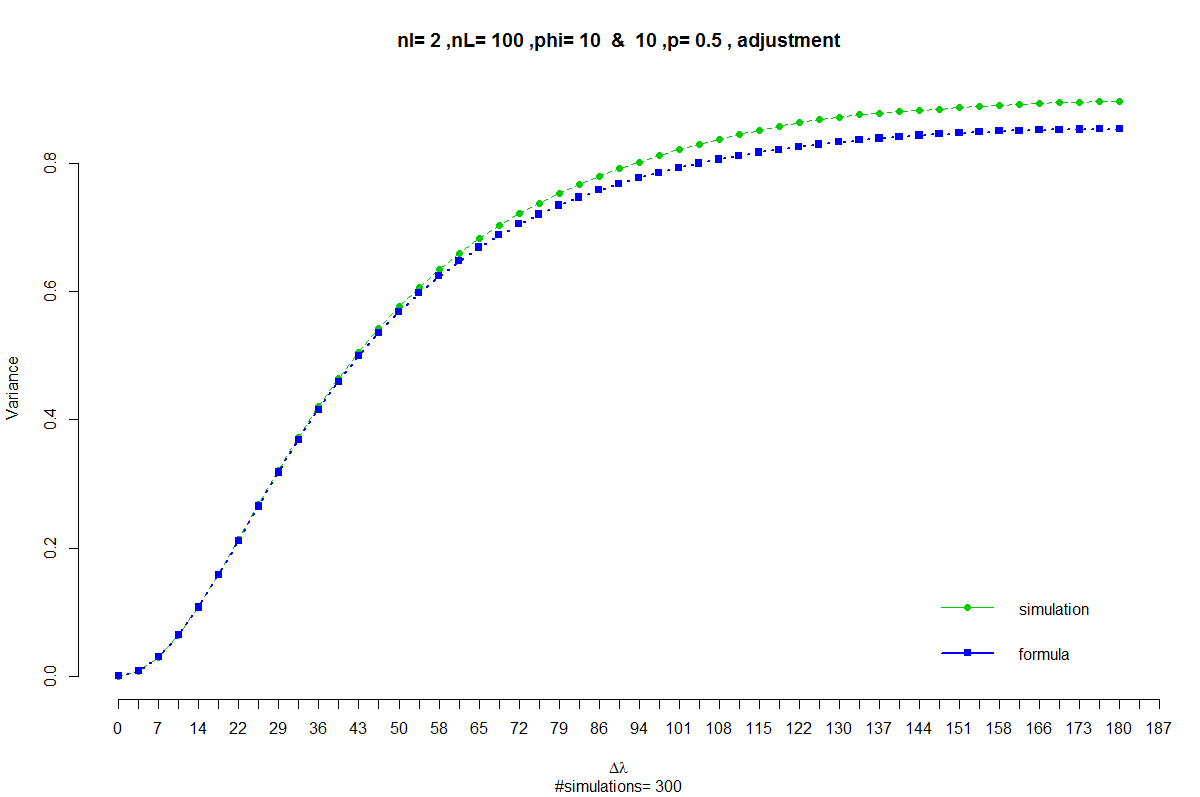 nl= 2 ,nL= 100 ,phi= 10 & 10 ,p= 0.5 , adjustment
Variance
0.8
0.6
0.4
0.2
0.0
simulation
formula
0 7 14 22 29 36 43 50 58 65 72 79 86 94 101 108 115 122 130 137 144 151 158 166 173 180 187
Δλ
#simulations= 300